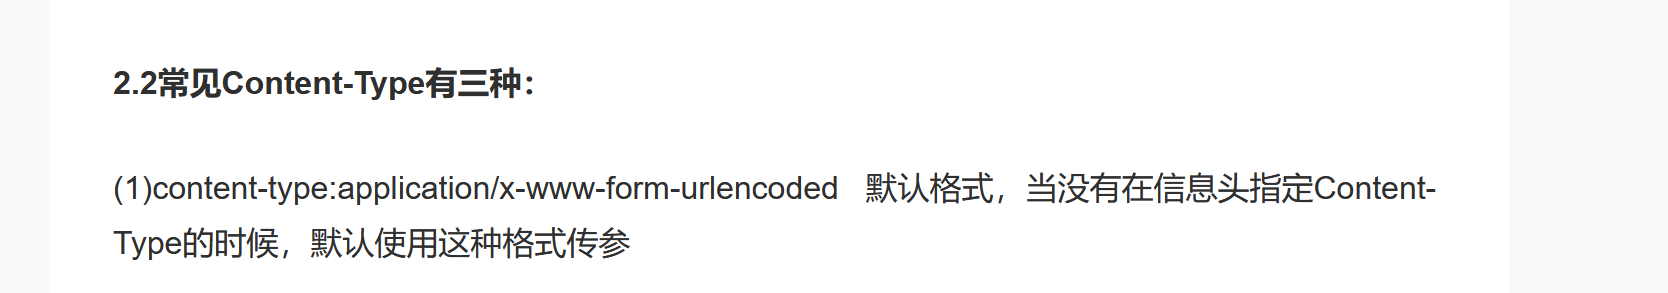 2.2常见Content-Type有三种：
(1)content-type:application/x-www-form-urlencoded   默认格式，当没有在信息头指定Content-
Type的时候，默认使用这种格式传参